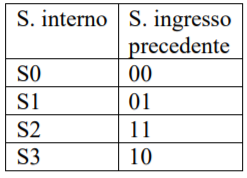 S. interno S. ingresso
precedente
S0 00
S1 01
S2 11
S3 10